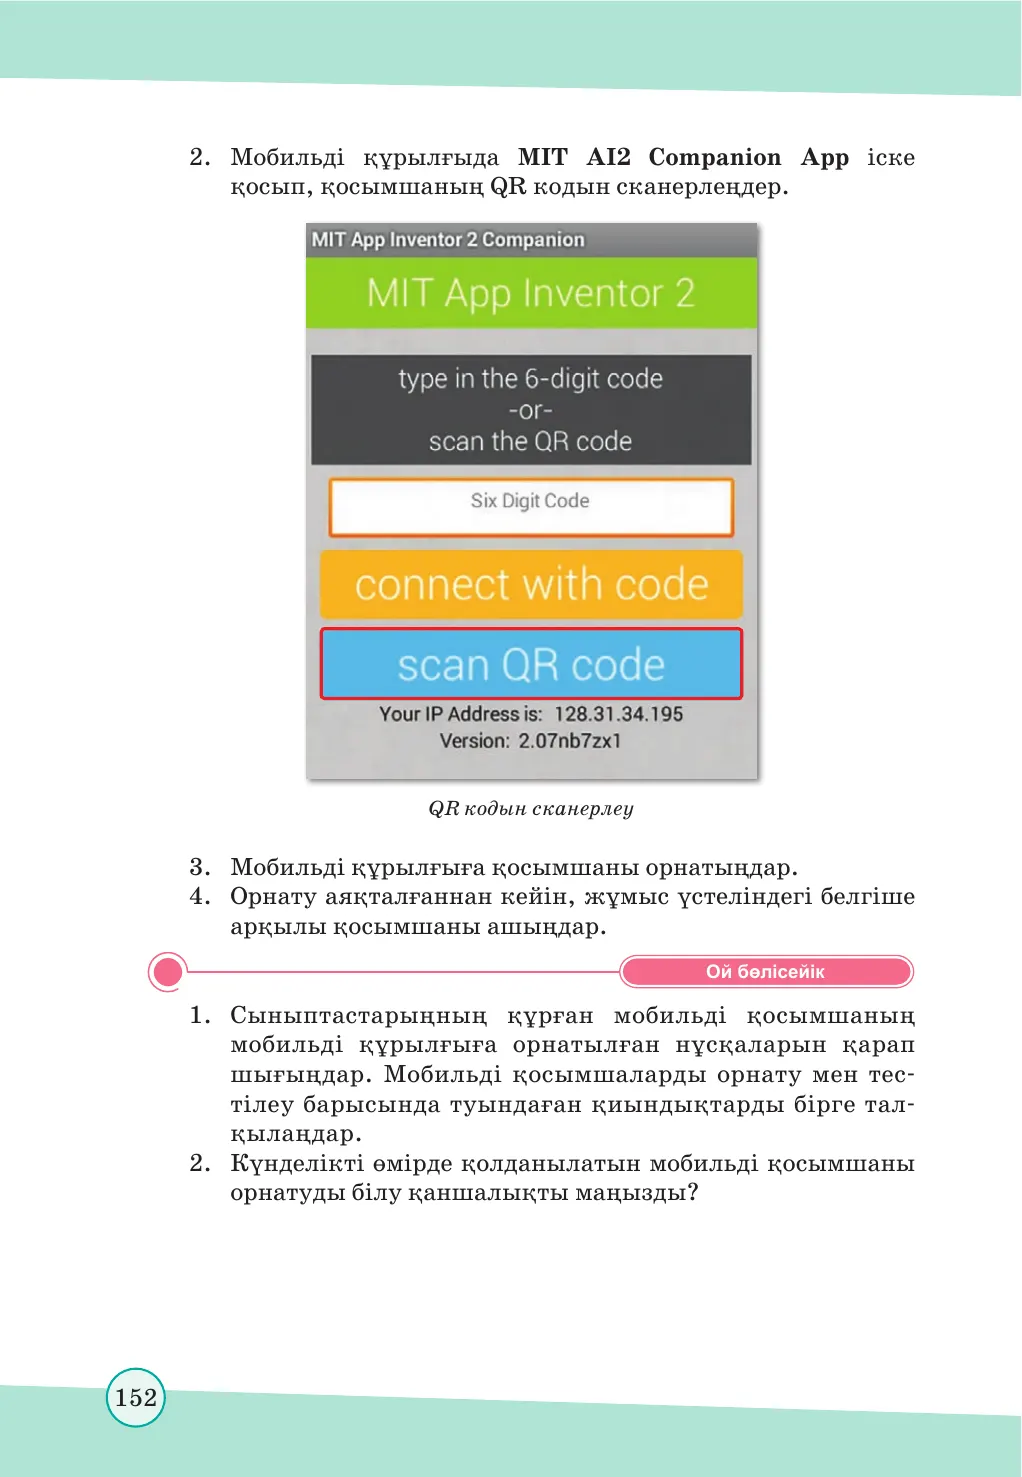 2. Мобильді құрылғыда MIT AI2 Companion App іске
қосып, қосымшаның QR кодын сканерлеңдер.
MIT App Inventor 2 Companion
MIT App Inventor 2
type in the 6-digit code
-or-
scan the QR code
Six Digit Code
connect with code
scan QR code
Your IP Address is: 128.31.34.195
Version: 2.07nb7zx1
QR кодын сканерлеу
3. Мобильді құрылғыға қосымшаны орнатыңдар.
4. Орнату аяқталғаннан кейін, жұмыс үстеліндегі белгіше
арқылы қосымшаны ашыңдар.
Ой бөлісейік
1. Сыныптастарыңның құрған мобильді қосымшаның
мобильді құрылғыға орнатылған нұсқаларын қарап
шығыңдар. Мобильді қосымшаларды орнату мен тес-
тілеу барысында туындаған қиындықтарды бірге тал-
қылаңдар.
2. Күнделікті өмірде қолданылатын мобильді қосымшаны
орнатуды білу қаншалықты маңызды?
152